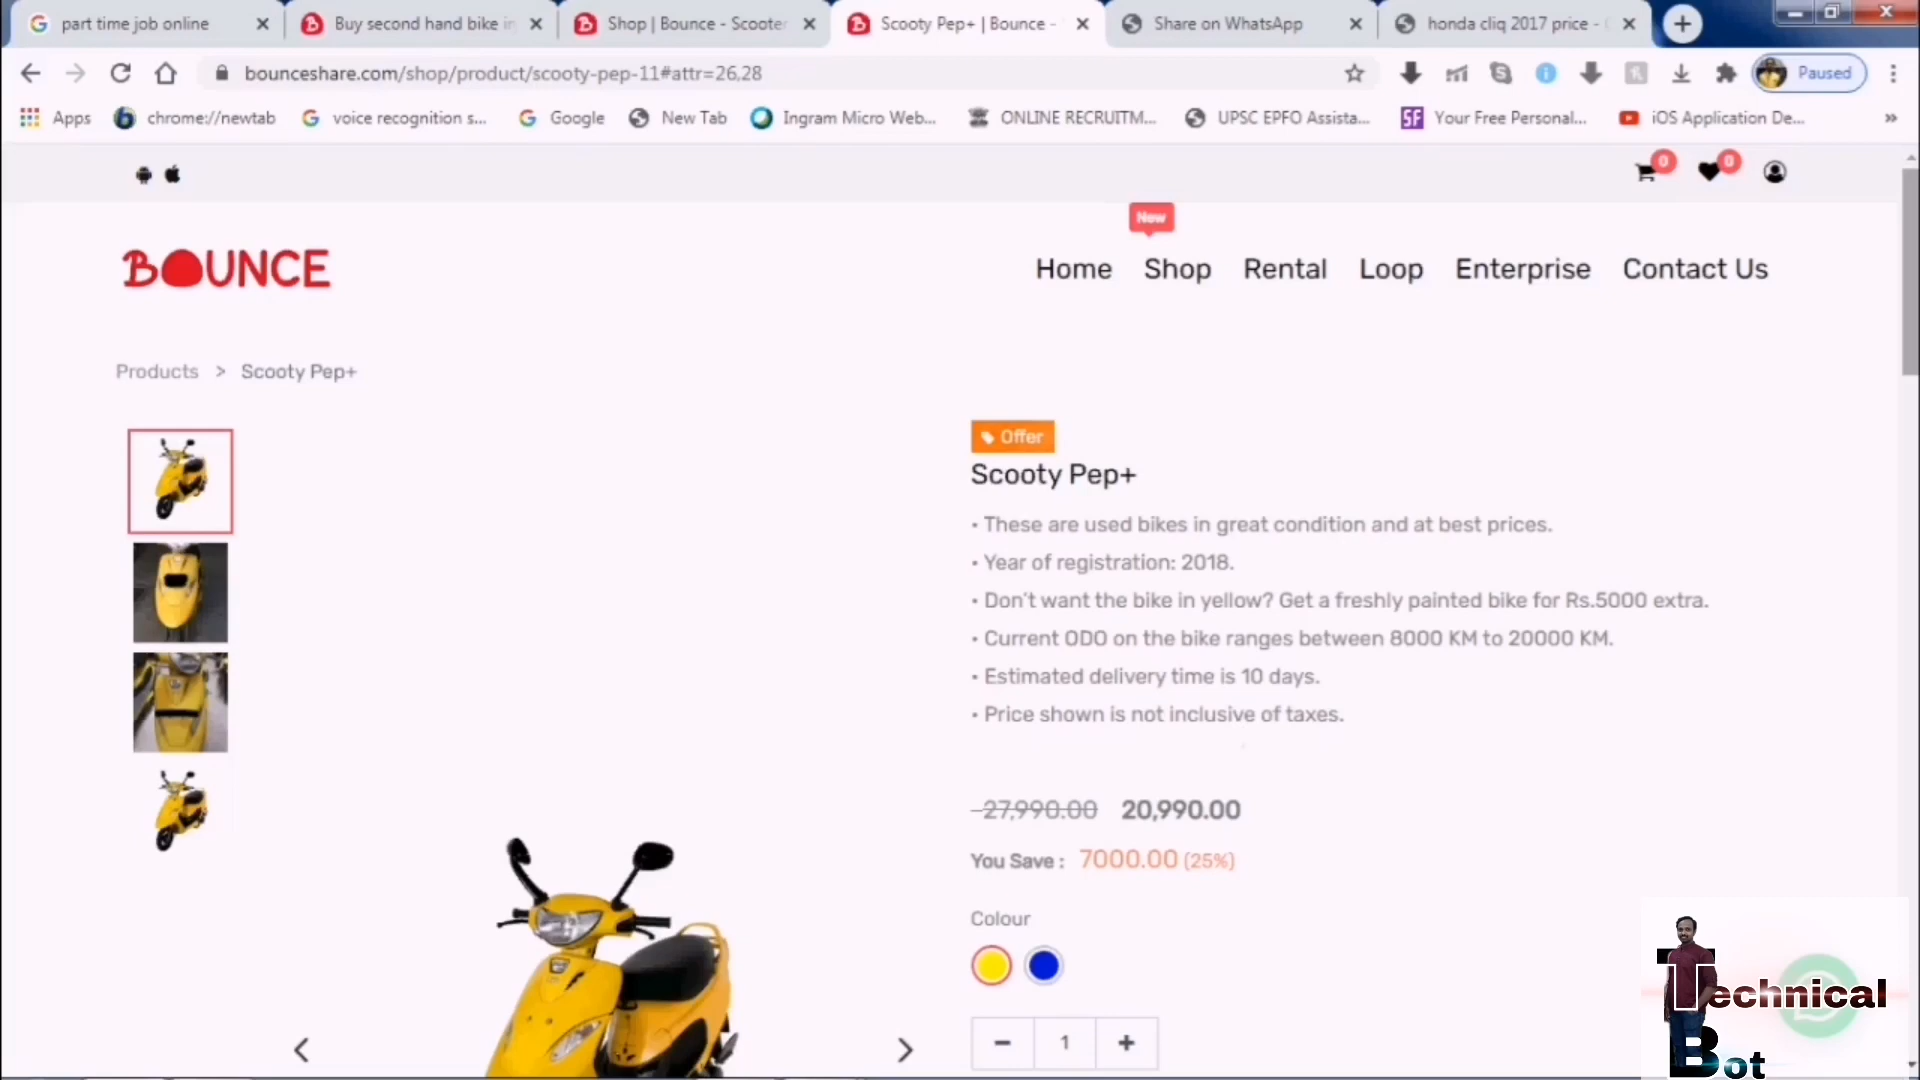 part time job online
Buy second hand bike in
Shop | Bounce - Scooter
Scooty Pep+ | Bounce -
Share on WhatsApp
honda cliq 2017 price -
bounceshare.com/shop/product/scooty-pep-11#attr=26,28
Paused
Apps
chrome://newtab
voice recognition s...
Google
New Tab
Ingram Micro Web...
ONLINE RECRUITM...
UPSC EPFO Assista...
SF
Your Free Personal...
iOS Application De...
»
0
0
New
BOUNCE
Home
Shop
Rental
Loop
Enterprise
Contact Us
Products > Scooty Pep+
Offer
Scooty Pep+
• These are used bikes in great condition and at best prices.
• Year of registration: 2018.
• Don't want the bike in yellow? Get a freshly painted bike for Rs.5000 extra.
• Current ODO on the bike ranges between 8000 KM to 20000 KM.
• Estimated delivery time is 10 days.
• Price shown is not inclusive of taxes.
27,990.00 20,990.00
You Save : 7000.00 (25%)
Colour
− 1 +
Technical
Bot